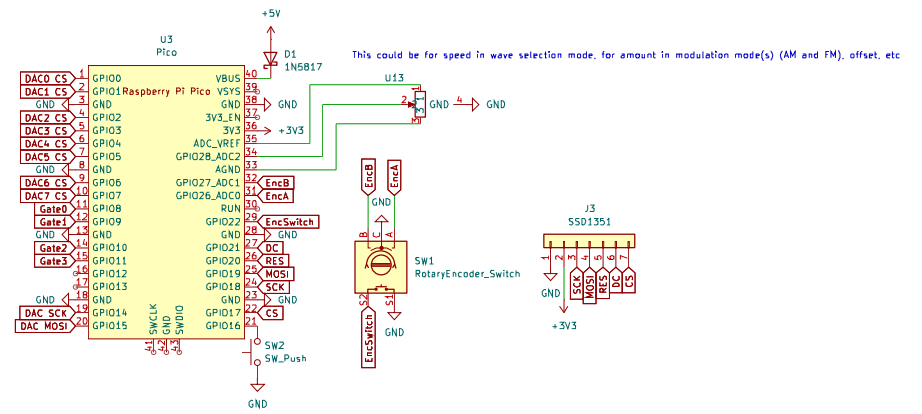 +5V
U3
Pico
D1
1N5817
This could be for speed in wave selection mode, for amount in modulation mode(s) (AM and FM), offset, etc
Raspberry Pi Pico
DAC0 CS 1 GPIO0 VBUS 40
DAC1 CS 2 GPIO1 VSYS 39
GND 3 GND GND 38 GND
DAC2 CS 4 GPIO2 3V3_EN 37
DAC3 CS 5 GPIO3 3V3 36 +3V3
DAC4 CS 6 GPIO4 ADC_VREF 35
DAC5 CS 7 GPIO5 GPIO28_ADC2 34
GND 8 GND AGND 33
DAC6 CS 9 GPIO6 GPIO27_ADC1 32 EncB
DAC7 CS 10 GPIO7 GPIO26_ADC0 31 EncA
Gate0 11 GPIO8 RUN 30
Gate1 12 GPIO9 GPIO22 29 EncSwitch
GND 13 GND GND 28 GND
Gate2 14 GPIO10 GPIO21 27 DC
Gate3 15 GPIO11 GPIO20 26 RES
16 GPIO12 GPIO19 25 MOSI
17 GPIO13 GPIO18 24 SCK
GND 18 GND GND 23 GND
DAC SCK 19 GPIO14 GPIO17 22 CS
DAC MOSI 20 GPIO15 GPIO16 21
SWCLK GND SWDIO
41 42 43
SW2
SW_Push
GND
U13
1
2 3 1 GND 4 GND
3
EncB EncA
GND
B C A
SW1
RotaryEncoder_Switch
S2 S1
EncSwitch
GND
J3
SSD1351
1 2 3 4 5 6 7
SCK MOSI RES DC CS
GND
+3V3